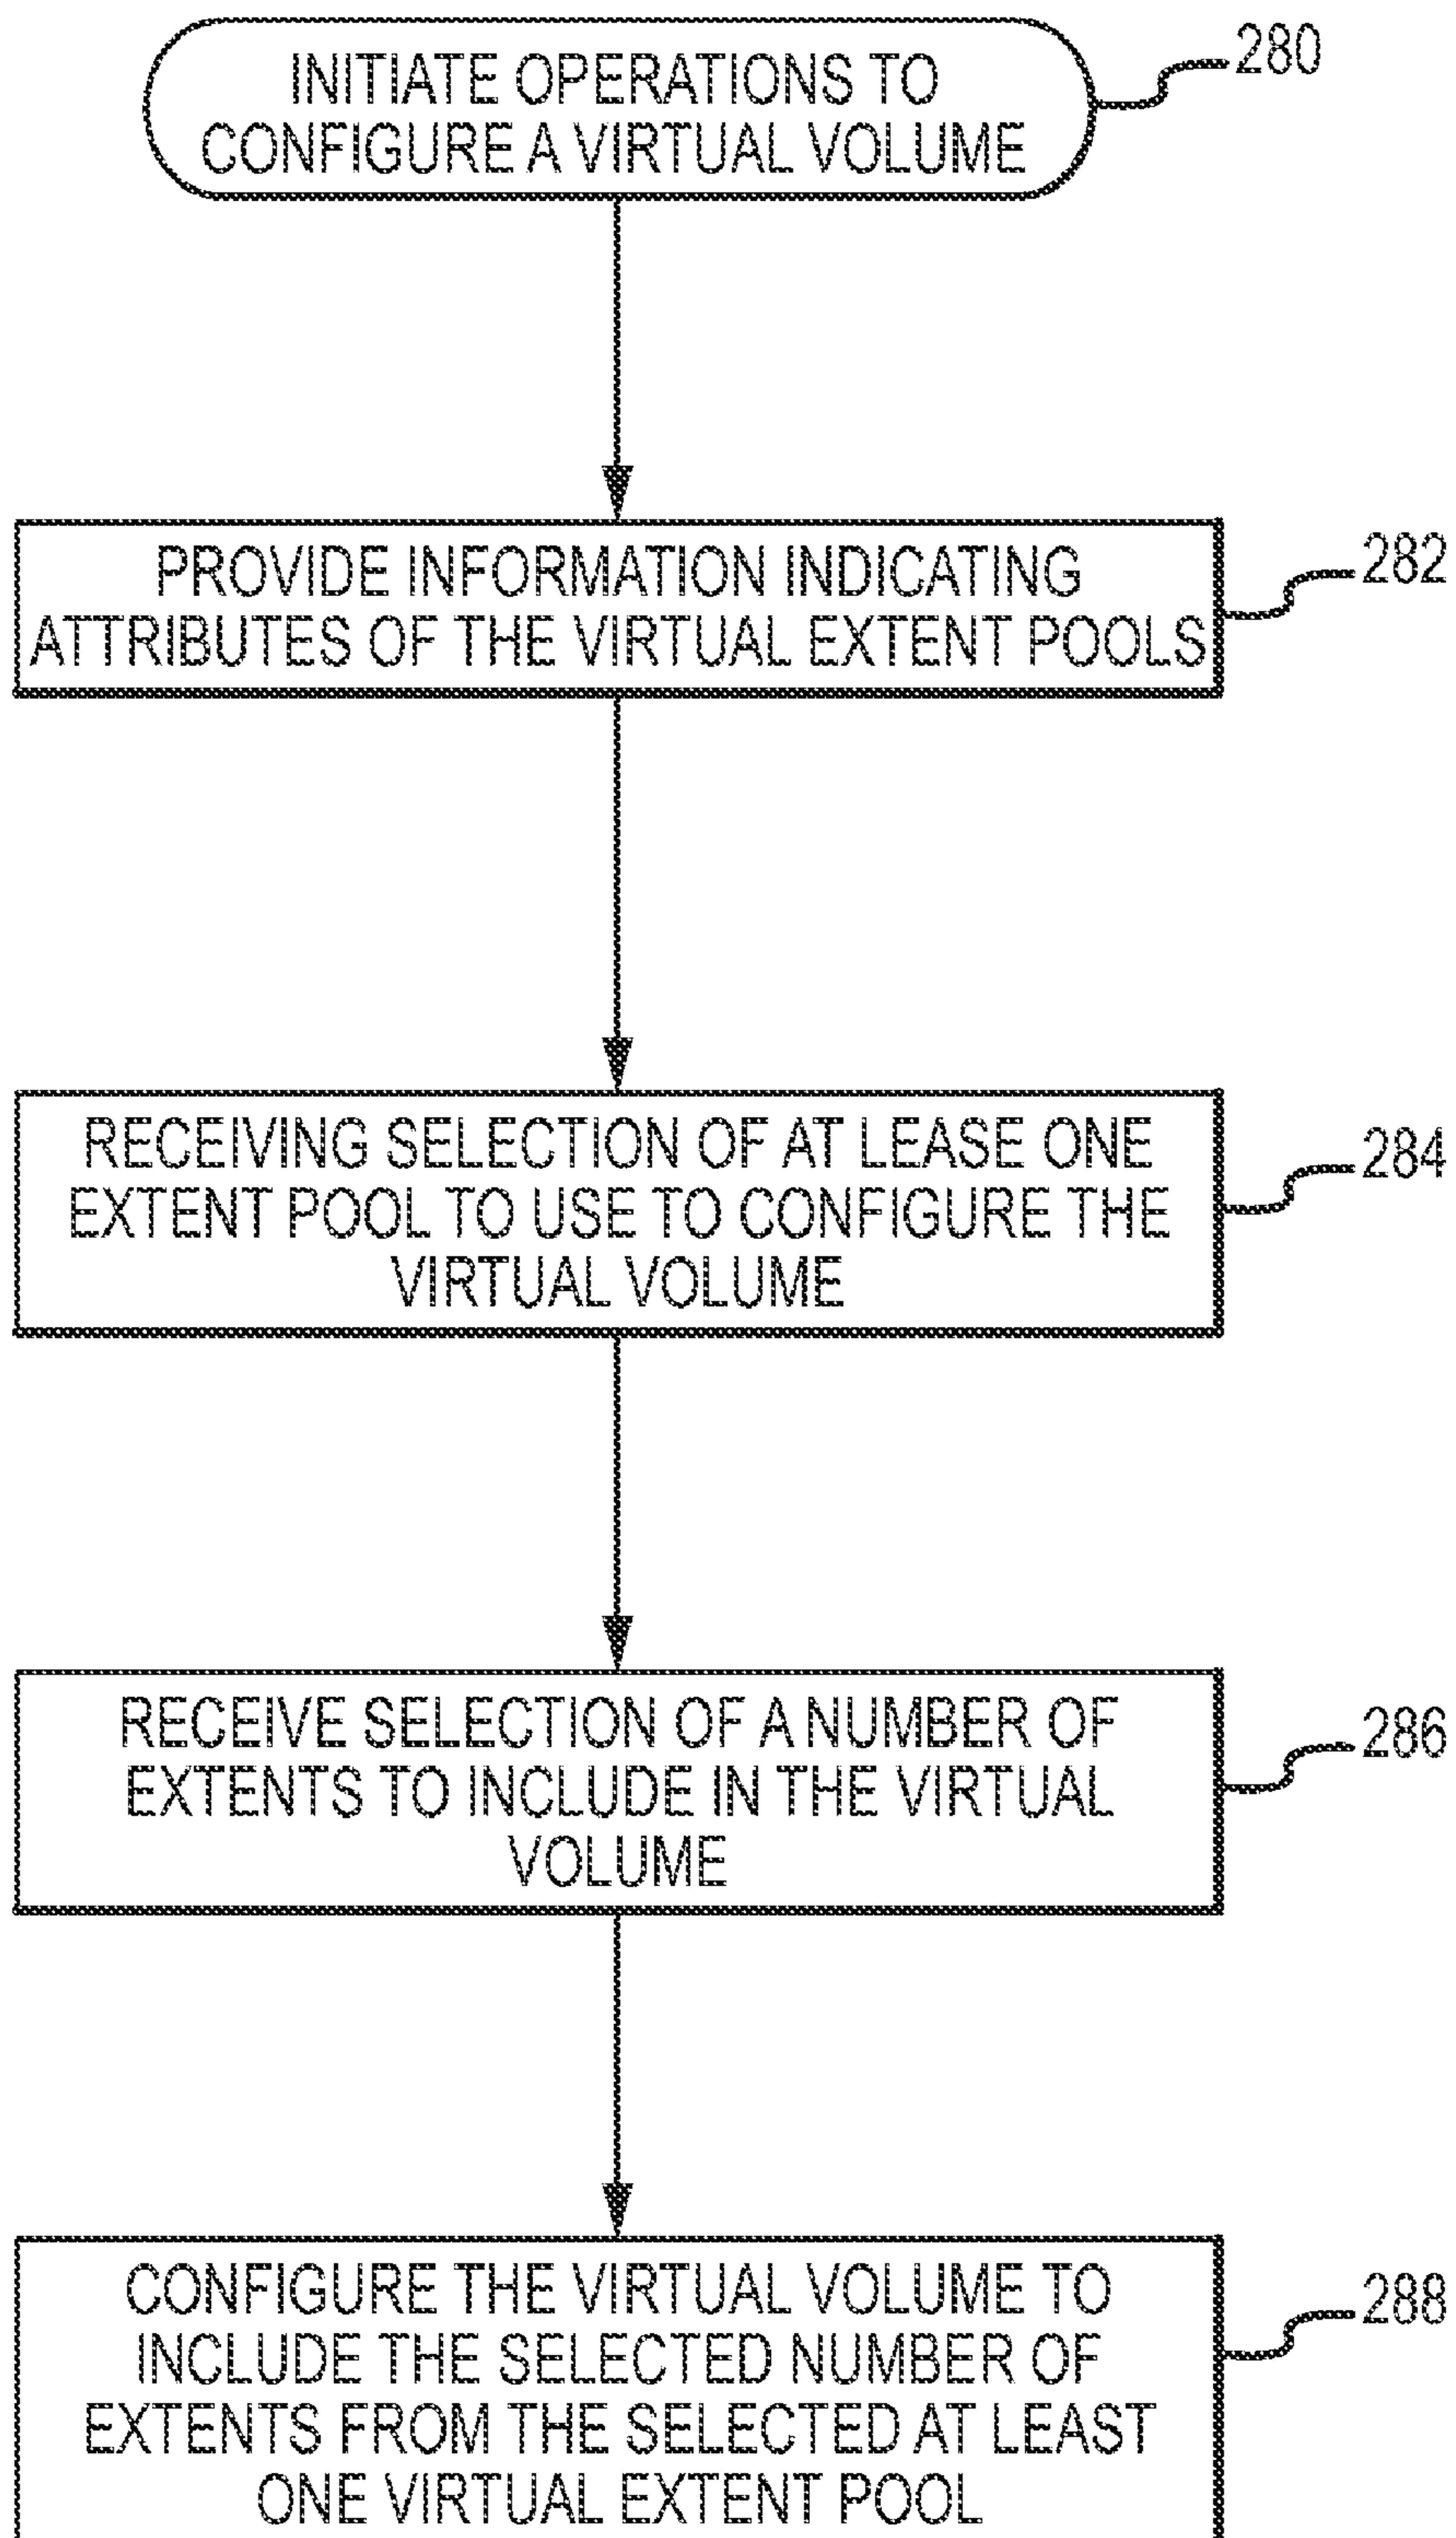 INITIATE OPERATIONS TO
CONFIGURE A VIRTUAL VOLUME
280
PROVIDE INFORMATION INDICATING
ATTRIBUTES OF THE VIRTUAL EXTENT POOLS
282
RECEIVING SELECTION OF AT LEASE ONE
EXTENT POOL TO USE TO CONFIGURE THE
VIRTUAL VOLUME
284
RECEIVE SELECTION OF A NUMBER OF
EXTENTS TO INCLUDE IN THE VIRTUAL
VOLUME
286
CONFIGURE THE VIRTUAL VOLUME TO
INCLUDE THE SELECTED NUMBER OF
EXTENTS FROM THE SELECTED AT LEAST
ONE VIRTUAL EXTENT POOL
288